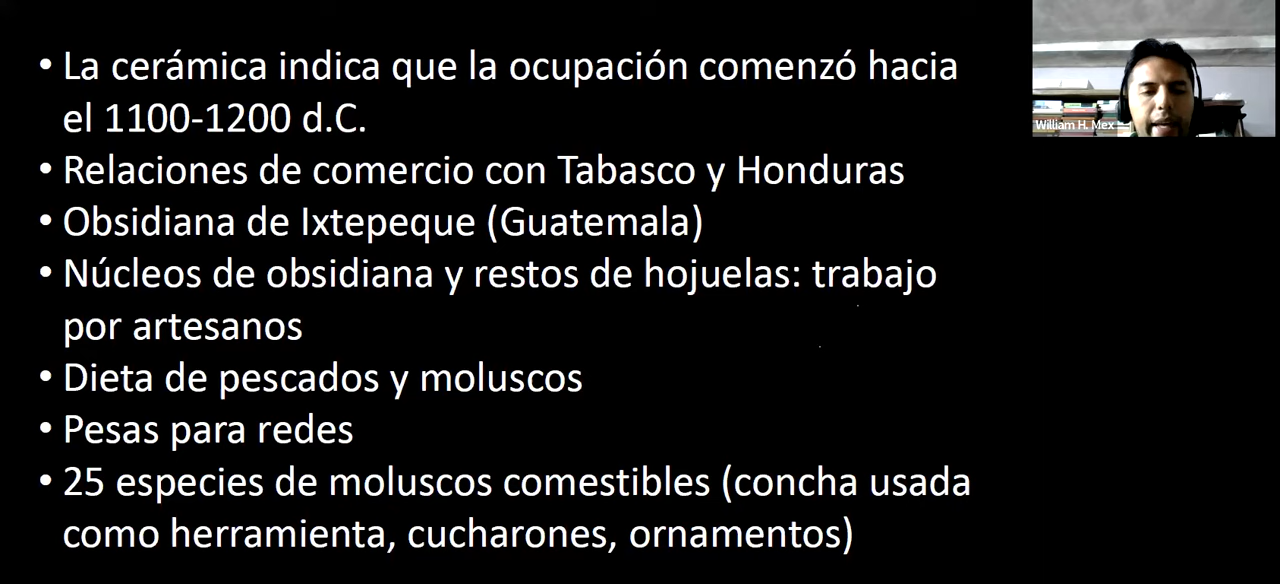 • La cerámica indica que la ocupación comenzó hacia
el 1100-1200 d.C.
• Relaciones de comercio con Tabasco y Honduras
• Obsidiana de Ixtepeque (Guatemala)
• Núcleos de obsidiana y restos de hojuelas: trabajo
por artesanos
• Dieta de pescados y moluscos
• Pesas para redes
• 25 especies de moluscos comestibles (concha usada
como herramienta, cucharones, ornamentos)
William H. Mex